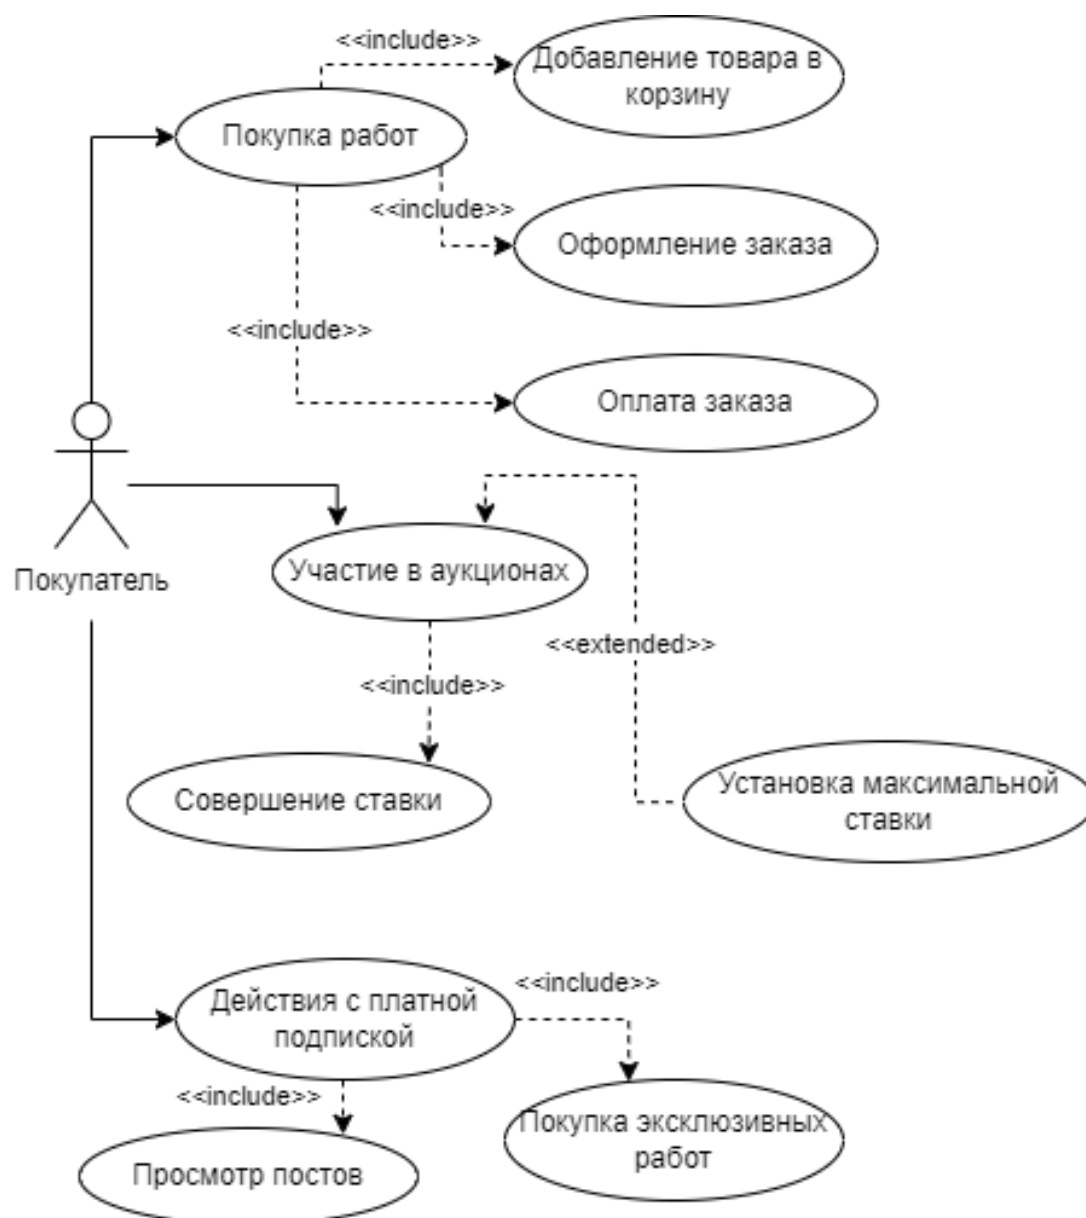 <<include>>
Добавление товара в
корзину
Покупка работ
<<include>>
Оформление заказа
<<include>>
Оплата заказа
Покупатель
Участие в аукционах
<<extended>>
<<include>>
Совершение ставки
Установка максимальной
ставки
Действия с платной
подпиской
<<include>>
<<include>>
Покупка эксклюзивных
работ
Просмотр постов